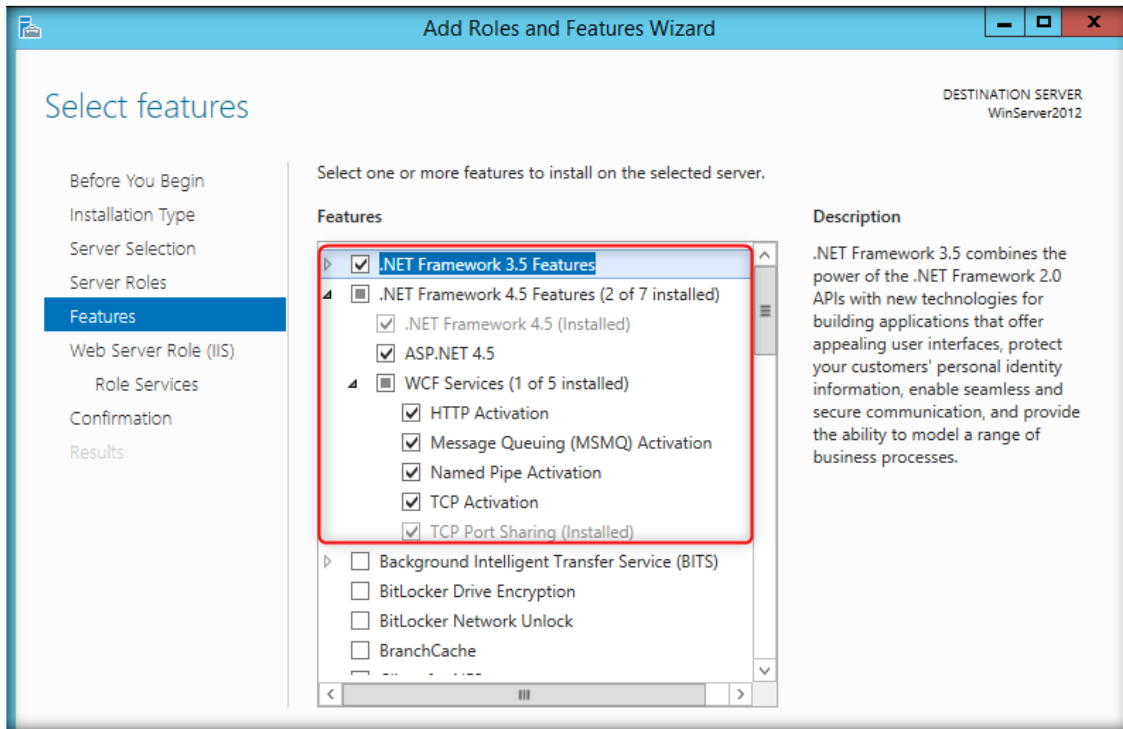 Add Roles and Features Wizard
Select features
DESTINATION SERVER
WinServer2012
Before You Begin
Installation Type
Server Selection
Server Roles
Features
Web Server Role (IIS)
Role Services
Confirmation
Results
Select one or more features to install on the selected server.
Features
.NET Framework 3.5 Features
.NET Framework 4.5 Features (2 of 7 installed)
.NET Framework 4.5 (Installed)
ASP.NET 4.5
WCF Services (1 of 5 installed)
HTTP Activation
Message Queuing (MSMQ) Activation
Named Pipe Activation
TCP Activation
TCP Port Sharing (Installed)
Background Intelligent Transfer Service (BITS)
BitLocker Drive Encryption
BitLocker Network Unlock
BranchCache
Description
.NET Framework 3.5 combines the
power of the .NET Framework 2.0
APIs with new technologies for
building applications that offer
appealing user interfaces, protect
your customers' personal identity
information, enable seamless and
secure communication, and provide
the ability to model a range of
business processes.